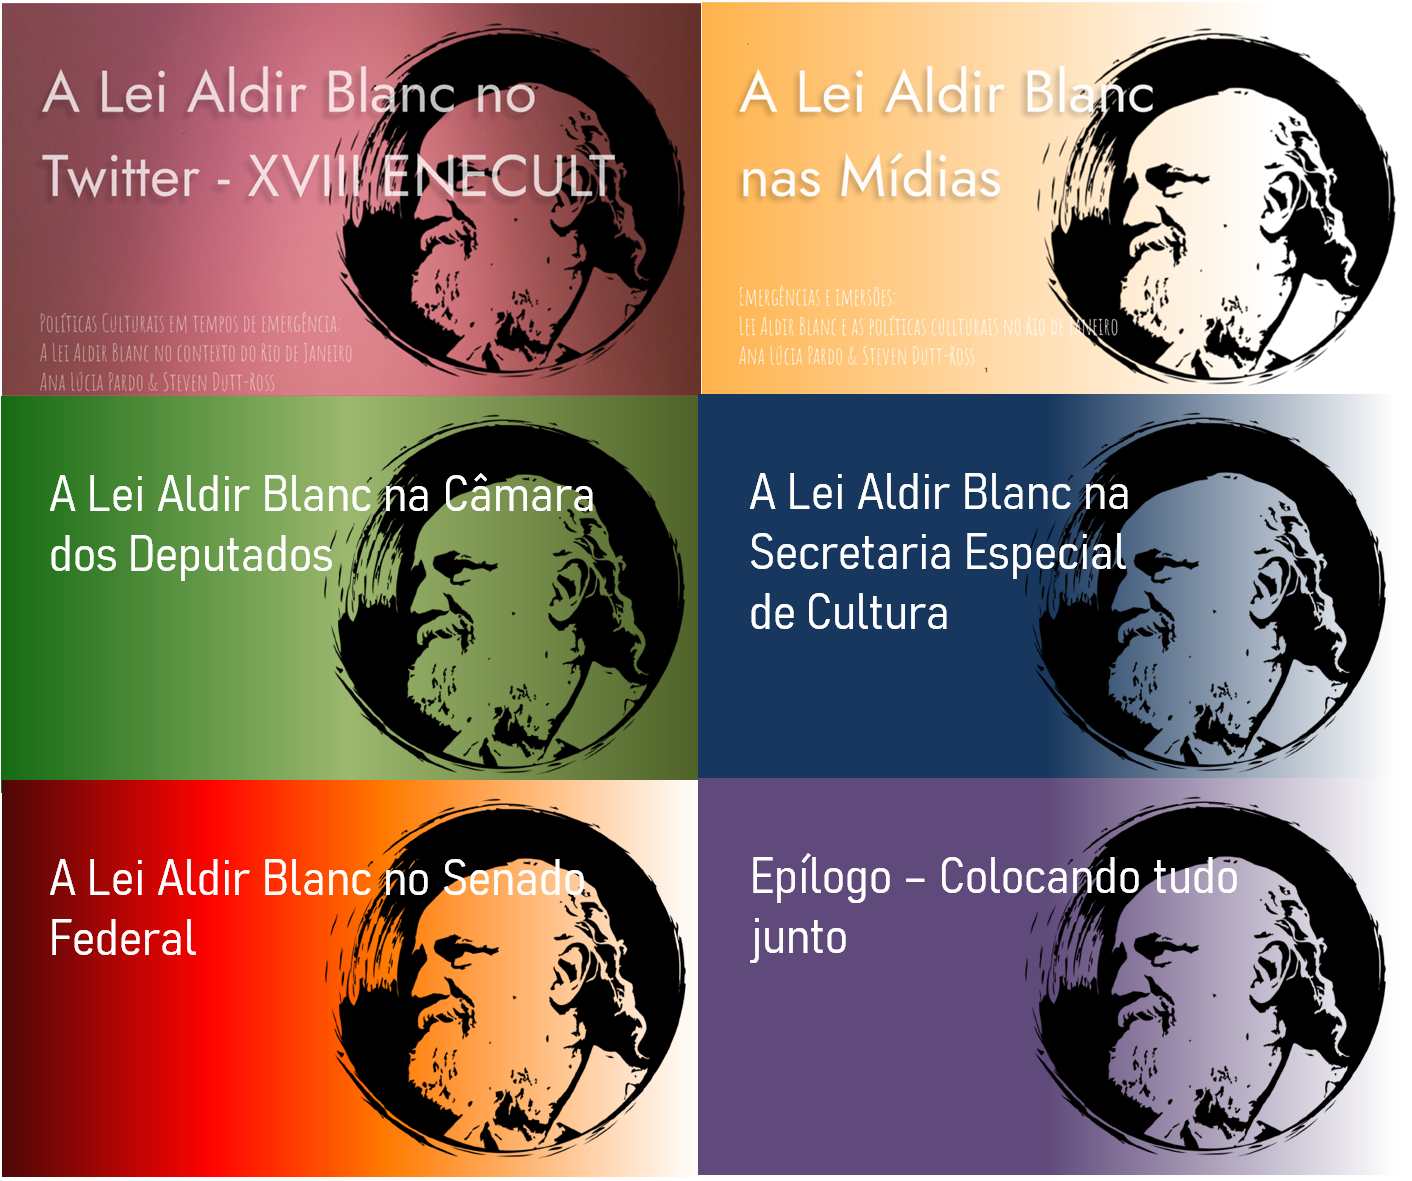 A Lei Aldir Blanc no
Twitter - XVIII ENECULT
Políticas Culturais em tempos de emergência:
A Lei Aldir Blanc no contexto do Rio de Janeiro
Ana Lúcia Pardo & Steven Dutt-Ross
A Lei Aldir Blanc
nas Mídias
Emergências e imersões:
Lei Aldir Blanc e as políticas culturais no Rio de Janeiro
Ana Lúcia Pardo & Steven Dutt-Ross
1
A Lei Aldir Blanc na Câmara
dos Deputados
A Lei Aldir Blanc na
Secretaria Especial
de Cultura
A Lei Aldir Blanc no Senado
Federal
Epílogo – Colocando tudo
junto